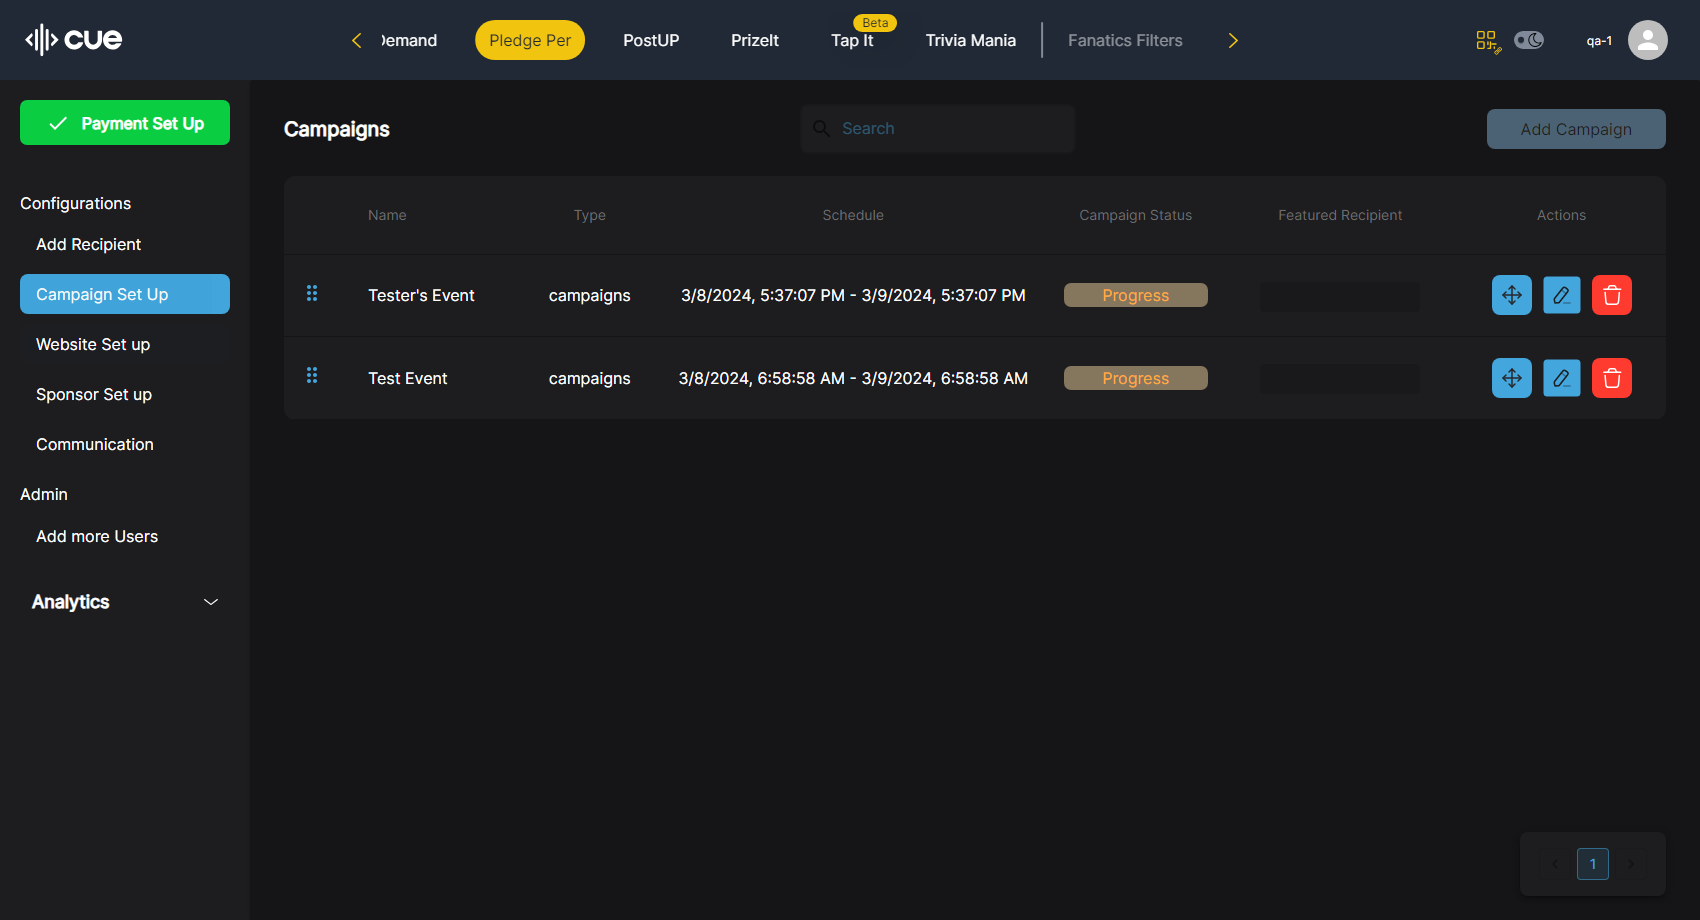 cue
Demand
Pledge Per
PostUP
PrizeIt
Tap It
Beta
Trivia Mania
Fanatics Filters
qa-1
Payment Set Up
Configurations
Add Recipient
Campaign Set Up
Website Set up
Sponsor Set up
Communication
Admin
Add more Users
Analytics
Campaigns
Search
Add Campaign
Name Type Schedule Campaign Status Featured Recipient Actions
Tester's Event campaigns 3/8/2024, 5:37:07 PM - 3/9/2024, 5:37:07 PM Progress
Test Event campaigns 3/8/2024, 6:58:58 AM - 3/9/2024, 6:58:58 AM Progress
1